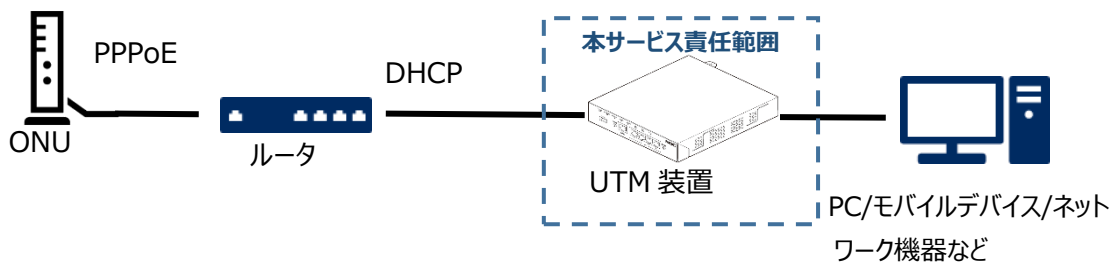 本サービス責任範囲
PPPoE
DHCP
ONU
ルータ
UTM 装置
PC/モバイルデバイス/ネット
ワーク機器など